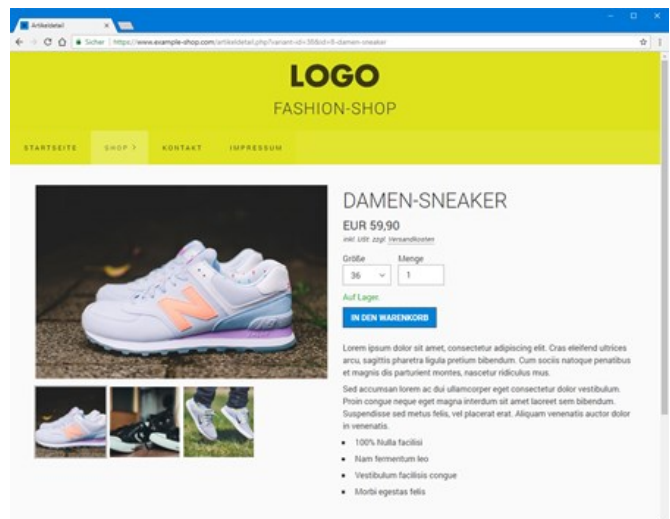 Artikeldetail
Sicher | https://www.example-shop.com/artikeldetail.php?variant-id=36&id=8-damen-sneaker
LOGO
FASHION-SHOP
STARTSEITE SHOP > KONTAKT IMPRESSUM
DAMEN-SNEAKER
EUR 59,90
inkl. USt. zzgl. Versandkosten
Größe Menge
36 1
Auf Lager.
IN DEN WARENKORB
Lorem ipsum dolor sit amet, consectetur adipiscing elit. Cras eleifend ultrices
arcu, sagittis pharetra ligula pretium bibendum. Cum sociis natoque penatibus
et magnis dis parturient montes, nascetur ridiculus mus.
Sed accumsan lorem ac dui ullamcorper eget consectetur dolor vestibulum.
Proin congue neque eget magna interdum sit amet laoreet sem bibendum.
Suspendisse sed metus felis, vel placerat erat. Aliquam venenatis auctor dolor
in venenatis.
• 100% Nulla facilisi
• Nam fermentum leo
• Vestibulum facilisis congue
• Morbi egestas felis
N